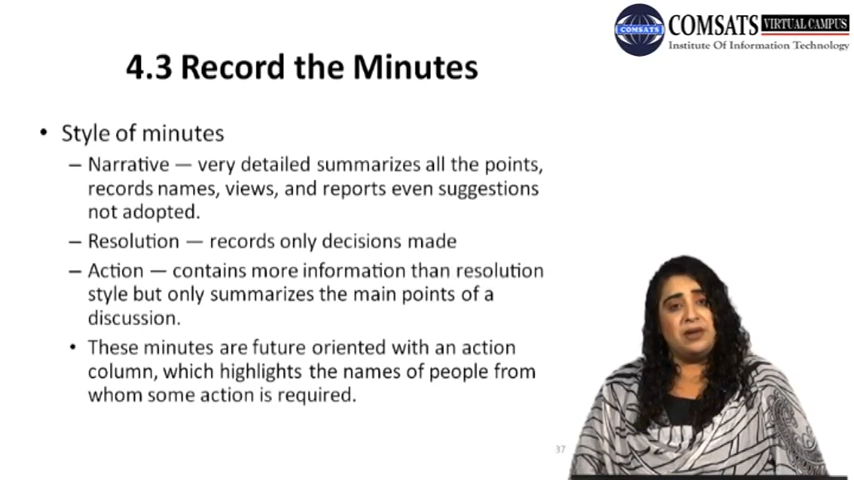 COMSATS VIRTUAL CAMPUS
COMSATS
Institute Of Information Technology
4.3 Record the Minutes
• Style of minutes
– Narrative — very detailed summarizes all the points,
records names, views, and reports even suggestions
not adopted.
– Resolution — records only decisions made
– Action — contains more information than resolution
style but only summarizes the main points of a
discussion.
• These minutes are future oriented with an action
column, which highlights the names of people from
whom some action is required.
37